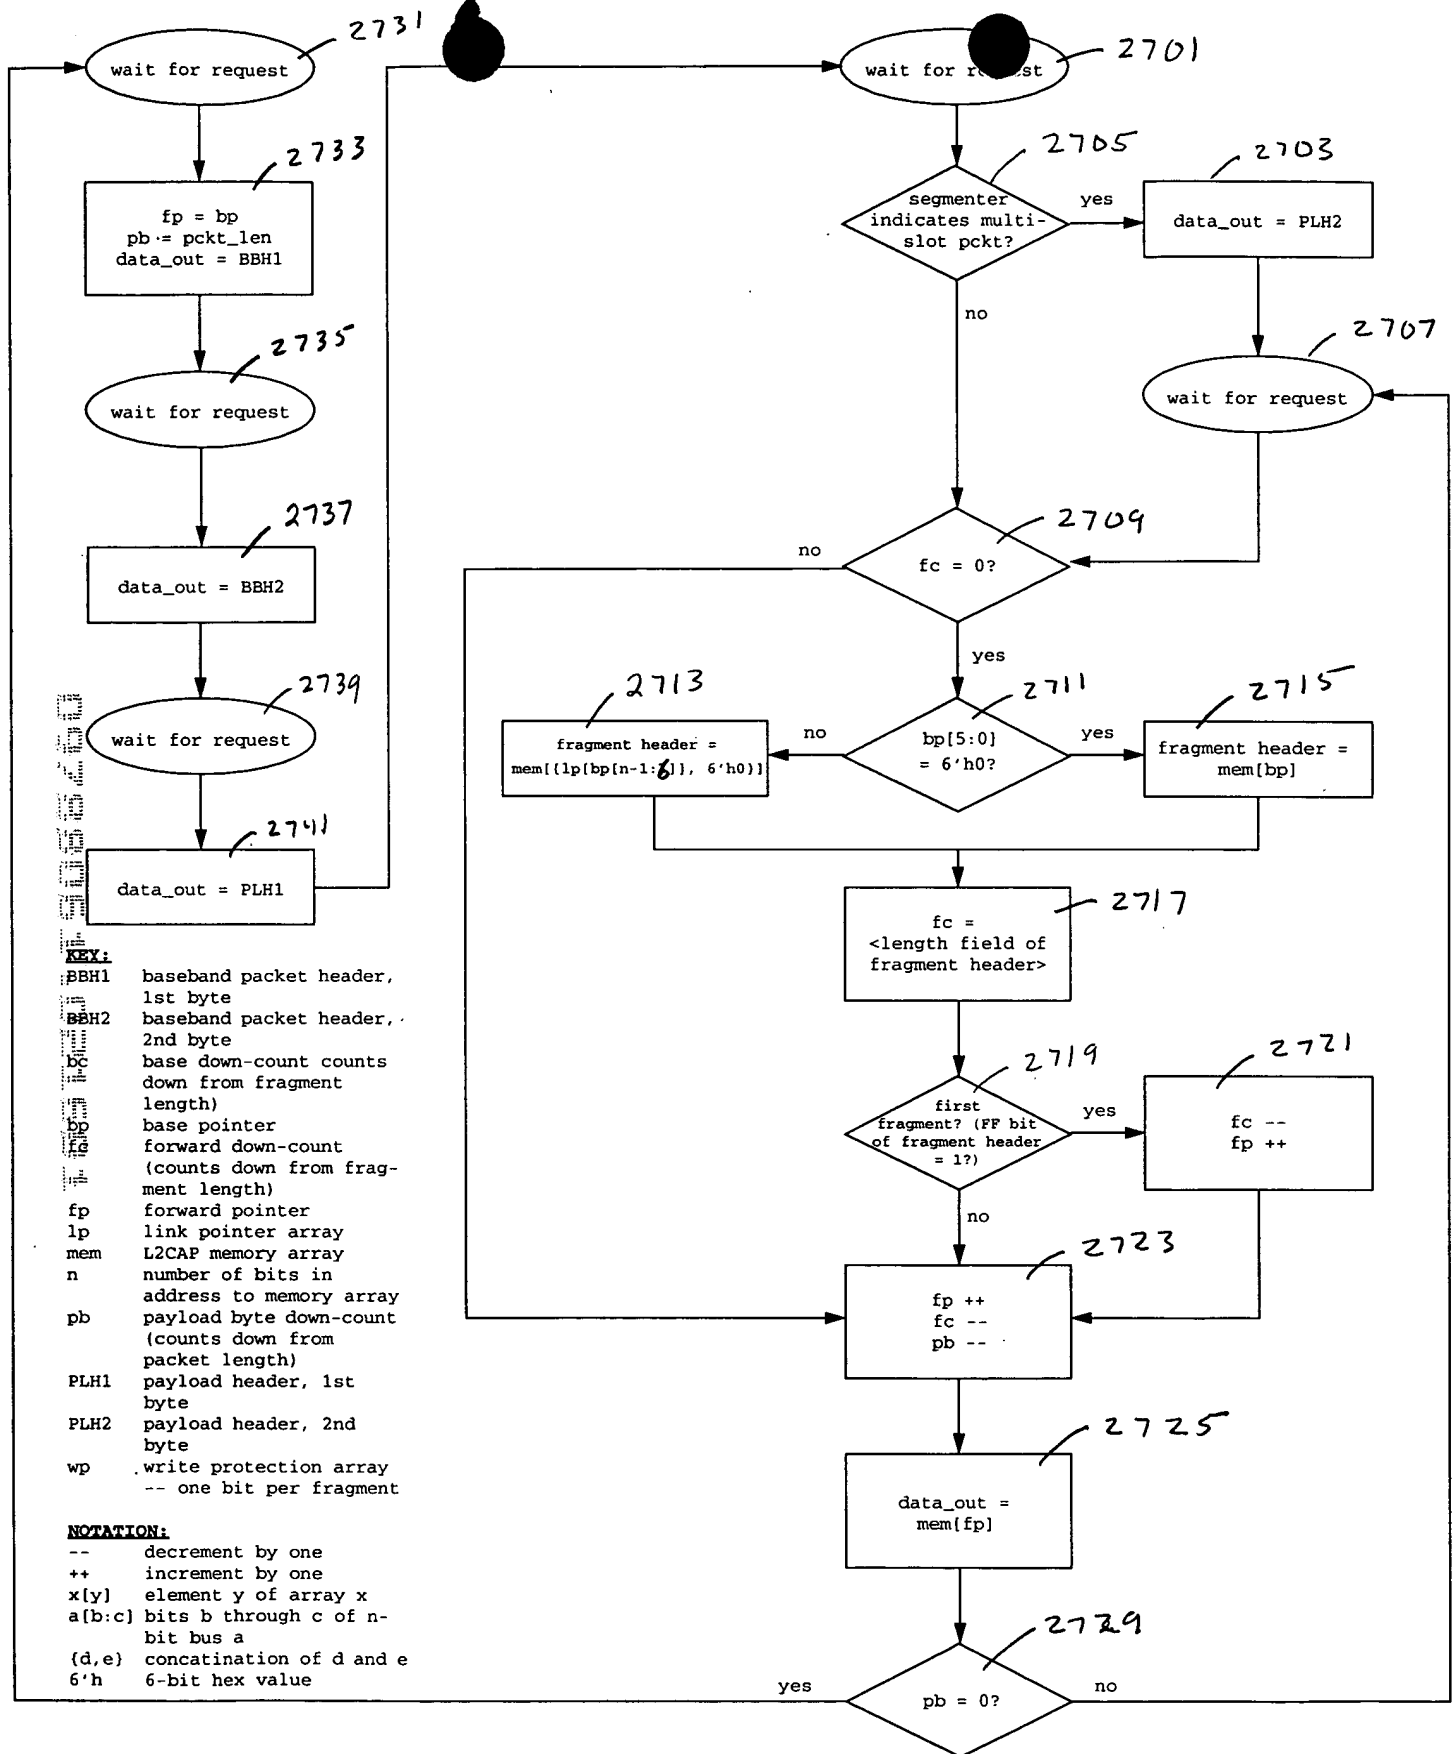 2731
wait for request
2733
fp = bp
pb = pckt_len
data_out = BBH1
2735
wait for request
2737
data_out = BBH2
2739
wait for request
2741
data_out = PLH1
2701
wait for
2705
segmenter
indicates multi-
slot pckt?
yes
no
2703
data_out = PLH2
2707
wait for request
2709
fc = 0?
no
yes
2711
bp[5:0]
= 6'h0?
no
yes
2713
fragment header =
mem[{lp[bp[n-1:6]], 6'h0}]
2715
fragment header =
mem[bp]
2717
fc =
<length field of
fragment header>
2719
first
fragment? (FF bit
of fragment header
= 1?)
yes
no
2721
fc --
fp ++
2723
fp ++
fc --
pb --
2725
data_out =
mem[fp]
2729
pb = 0?
yes
no
KEY:
BBH1 baseband packet header,
1st byte
BBH2 baseband packet header,
2nd byte
bc base down-count counts
down from fragment
length)
bp base pointer
fc forward down-count
(counts down from frag-
ment length)
fp forward pointer
lp link pointer array
mem L2CAP memory array
n number of bits in
address to memory array
pb payload byte down-count
(counts down from
packet length)
PLH1 payload header, 1st
byte
PLH2 payload header, 2nd
byte
wp write protection array
-- one bit per fragment
NOTATION:
-- decrement by one
++ increment by one
x[y] element y of array x
a[b:c] bits b through c of n-
bit bus a
{d,e} concatination of d and e
6'h 6-bit hex value